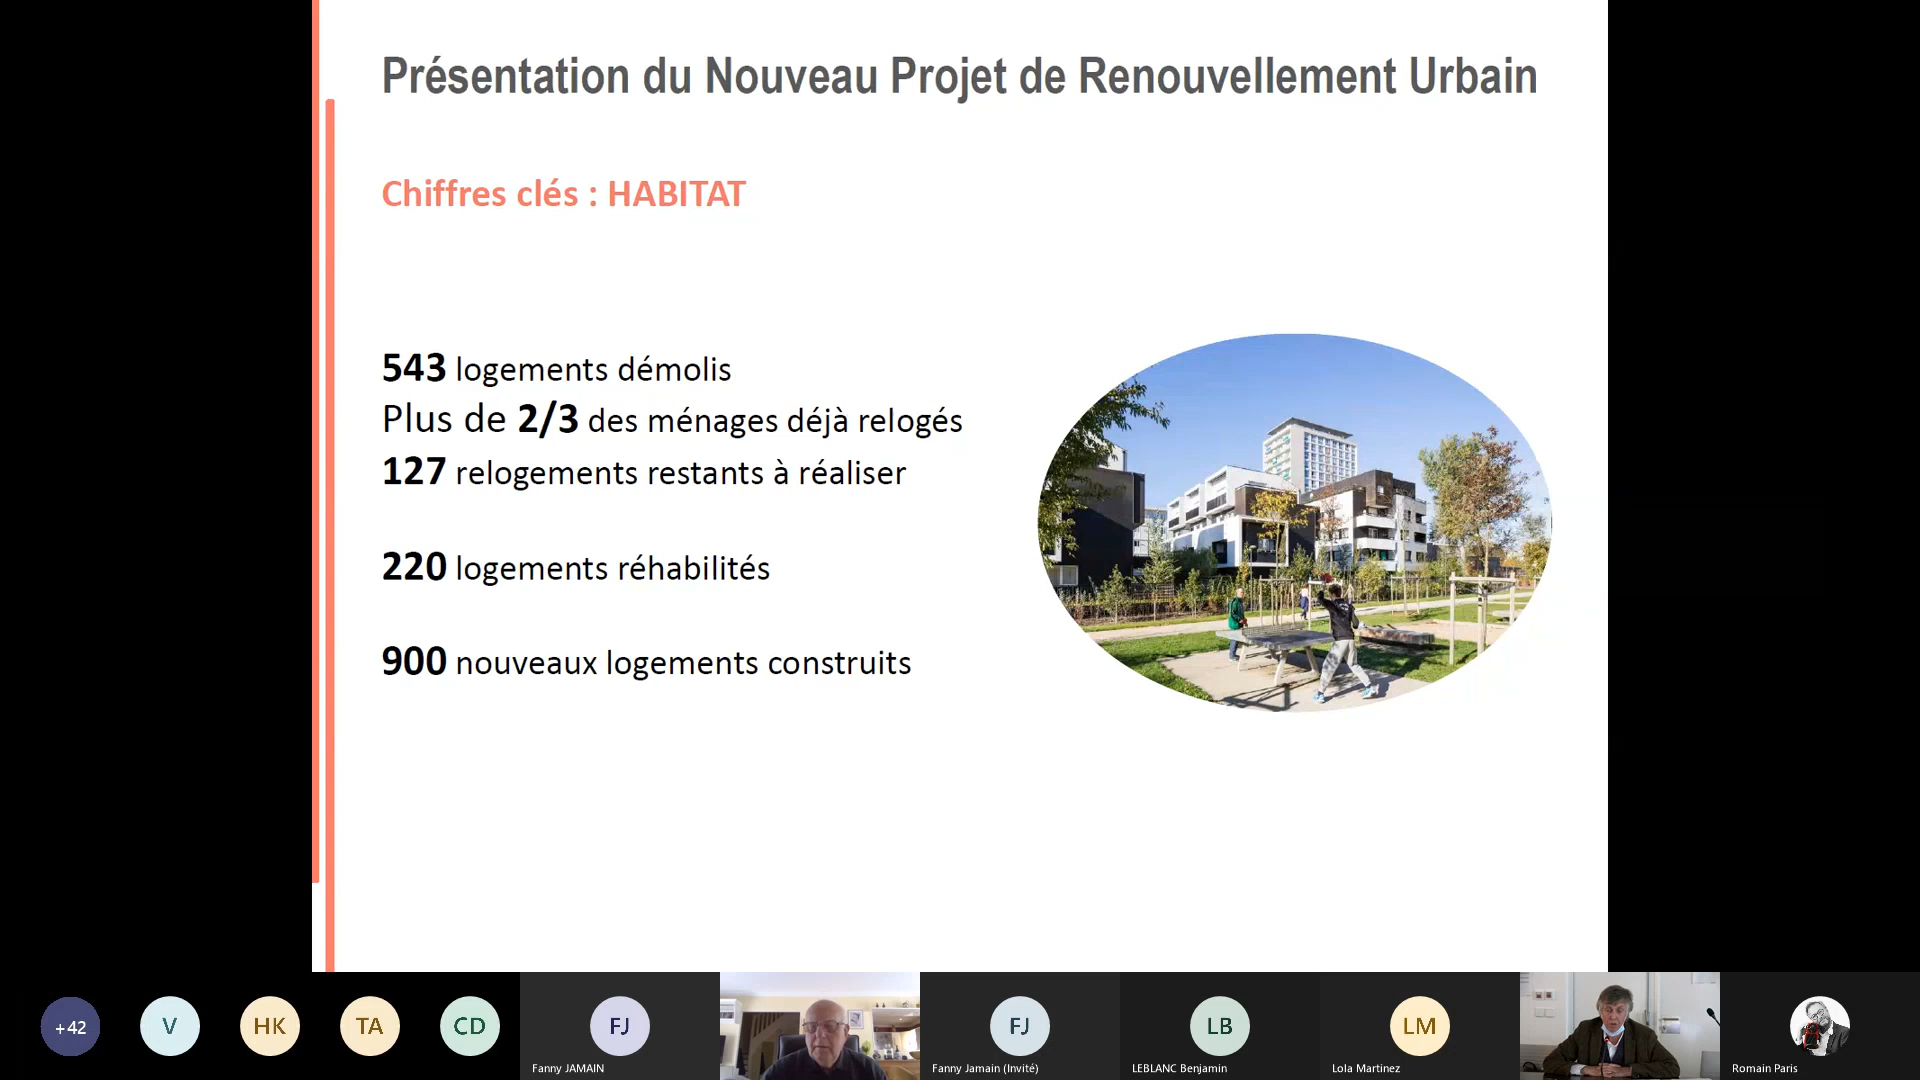 Présentation du Nouveau Projet de Renouvellement Urbain
Chiffres clés : HABITAT
543 logements démolis
Plus de 2/3 des ménages déjà relogés
127 relogements restants à réaliser
220 logements réhabilités
900 nouveaux logements construits
+42
V
HK
TA
CD
FJ
Fanny JAMAIN
FJ
Fanny Jamain (Invité)
LB
LEBLANC Benjamin
LM
Lola Martinez
Romain Paris